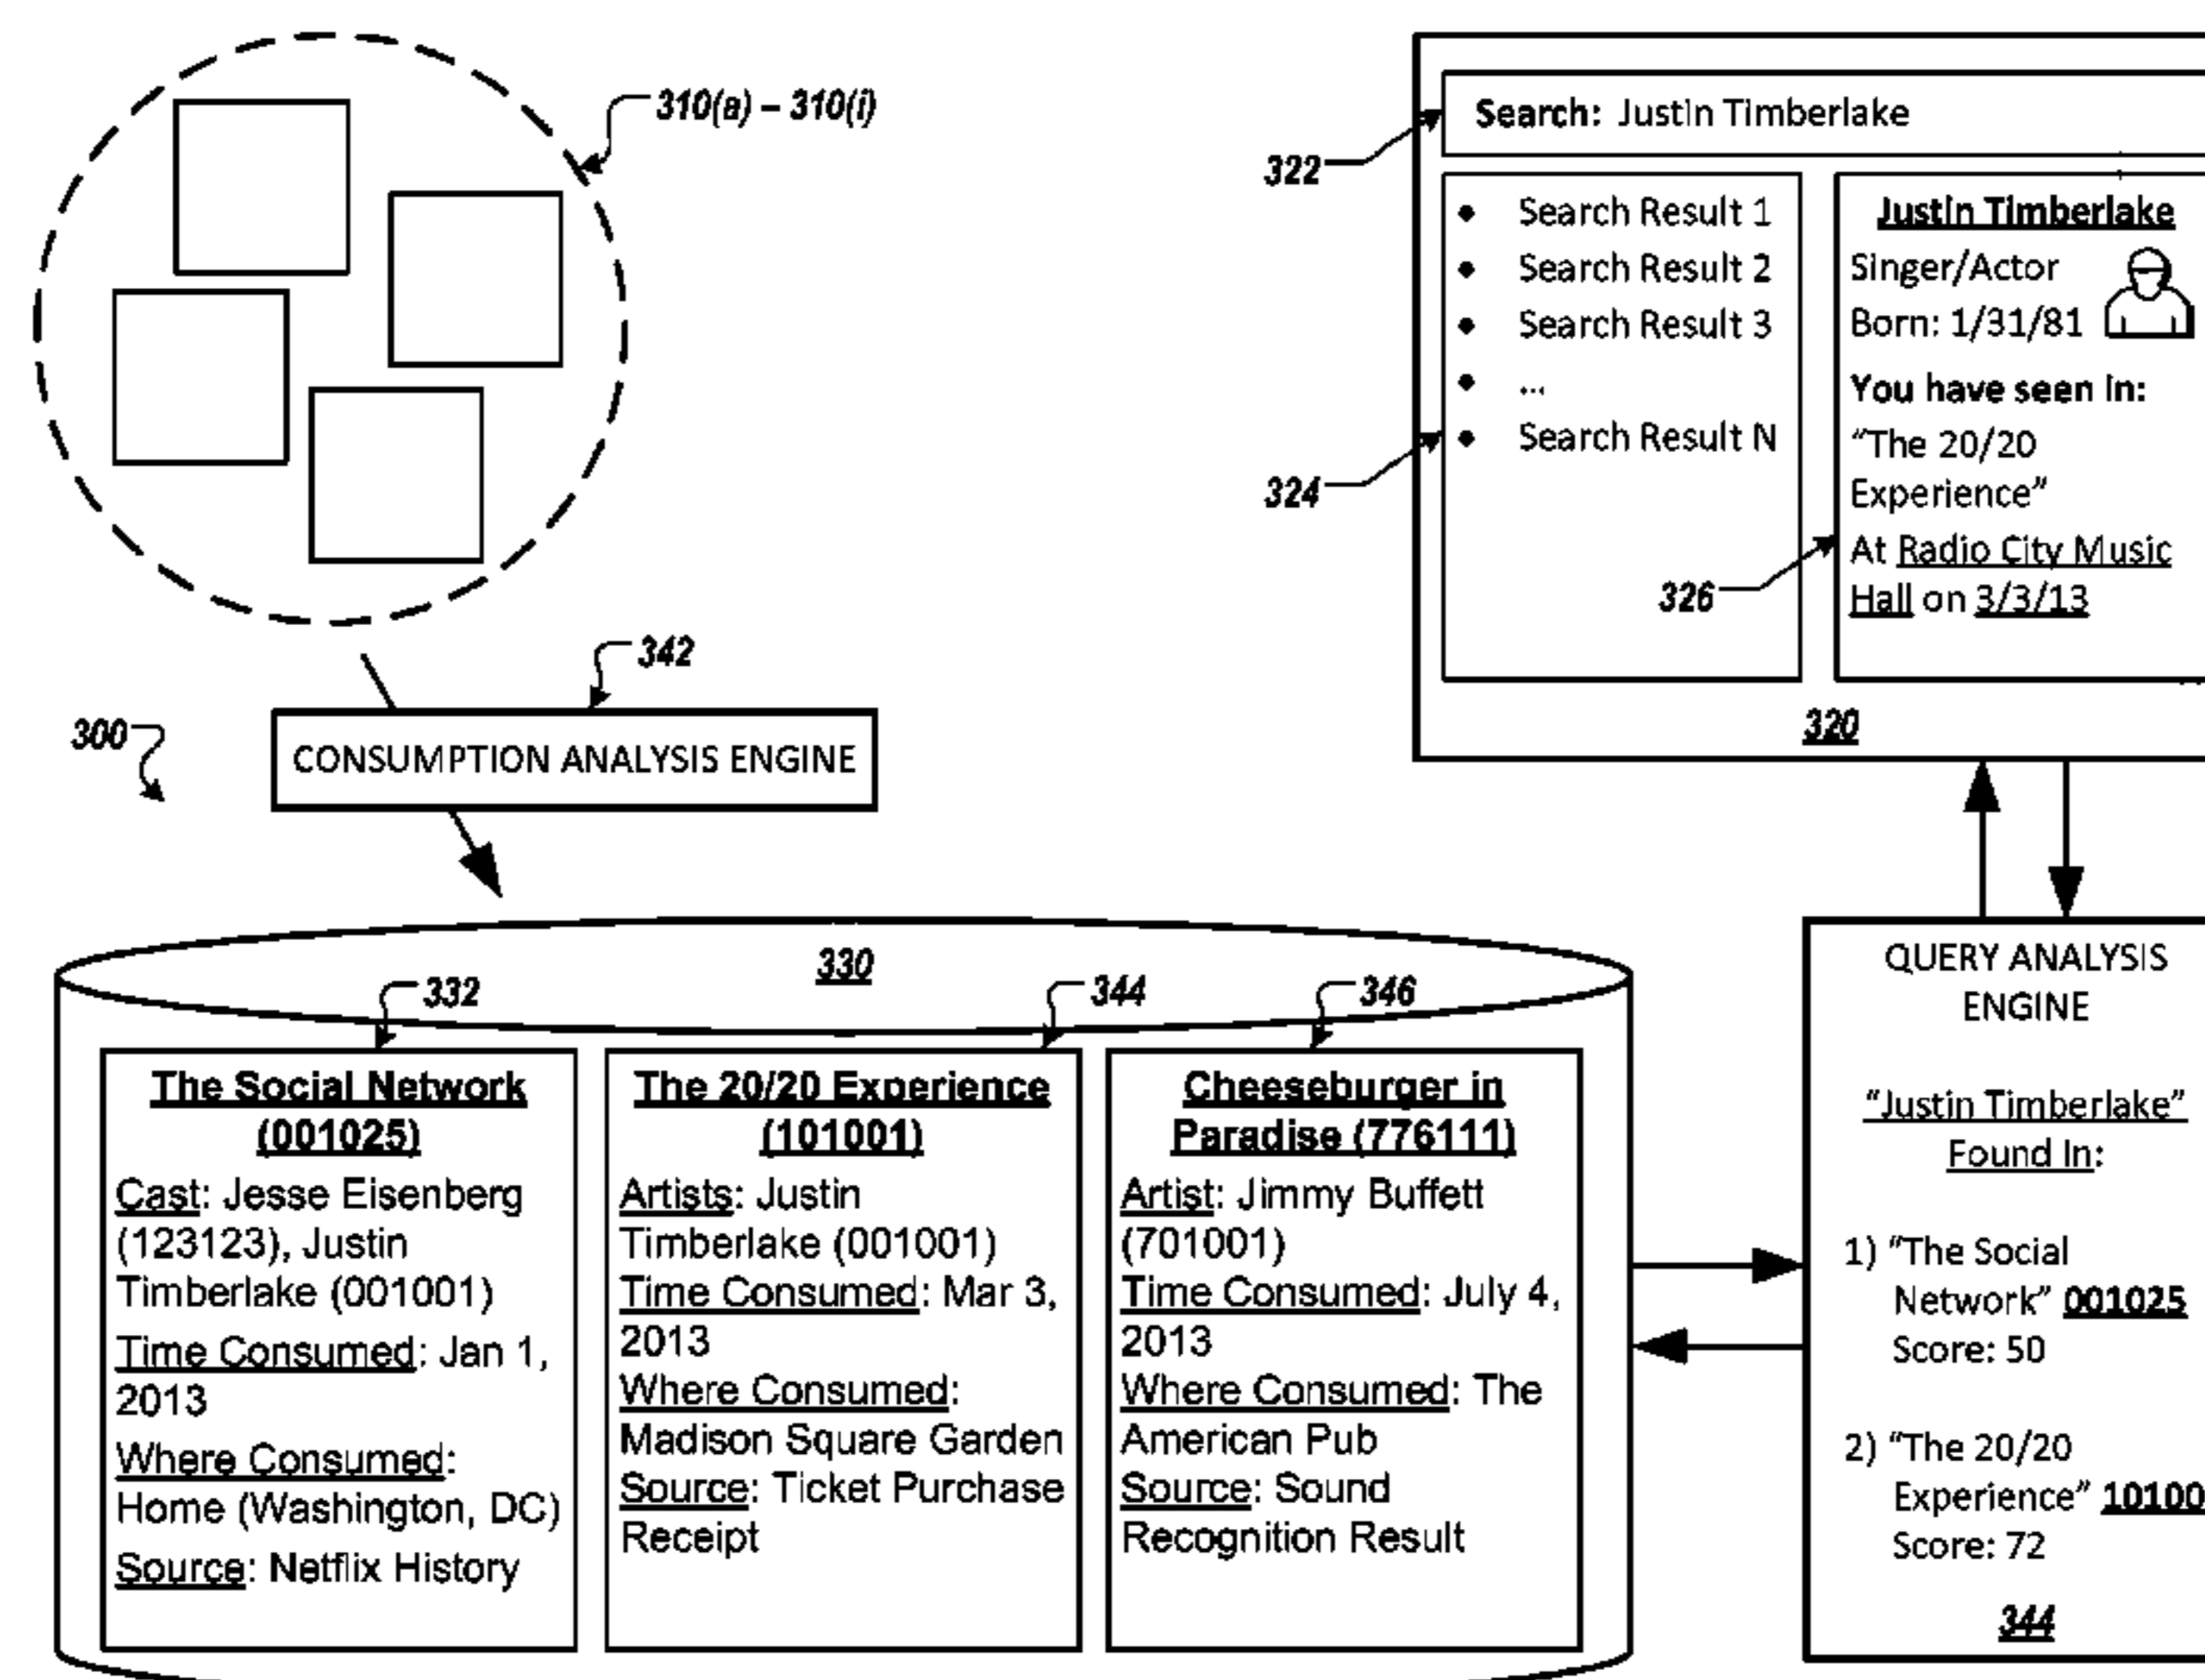 310(a) – 310(i)
322
Search: Justin Timberlake
• Search Result 1
• Search Result 2
• Search Result 3
• ...
• Search Result N
324
Justin Timberlake
Singer/Actor
Born: 1/31/81
You have seen in:
"The 20/20
Experience"
At Radio City Music
Hall on 3/3/13
326
320
342
300
CONSUMPTION ANALYSIS ENGINE
330
332
344
346
The Social Network
(001025)
Cast: Jesse Eisenberg
(123123), Justin
Timberlake (001001)
Time Consumed: Jan 1,
2013
Where Consumed:
Home (Washington, DC)
Source: Netflix History
The 20/20 Experience
(101001)
Artists: Justin
Timberlake (001001)
Time Consumed: Mar 3,
2013
Where Consumed:
Madison Square Garden
Source: Ticket Purchase
Receipt
Cheeseburger in
Paradise (776111)
Artist: Jimmy Buffett
(701001)
Time Consumed: July 4,
2013
Where Consumed: The
American Pub
Source: Sound
Recognition Result
QUERY ANALYSIS
ENGINE
"Justin Timberlake"
Found In:
1) "The Social
Network" 001025
Score: 50
2) "The 20/20
Experience" 10100
Score: 72
344